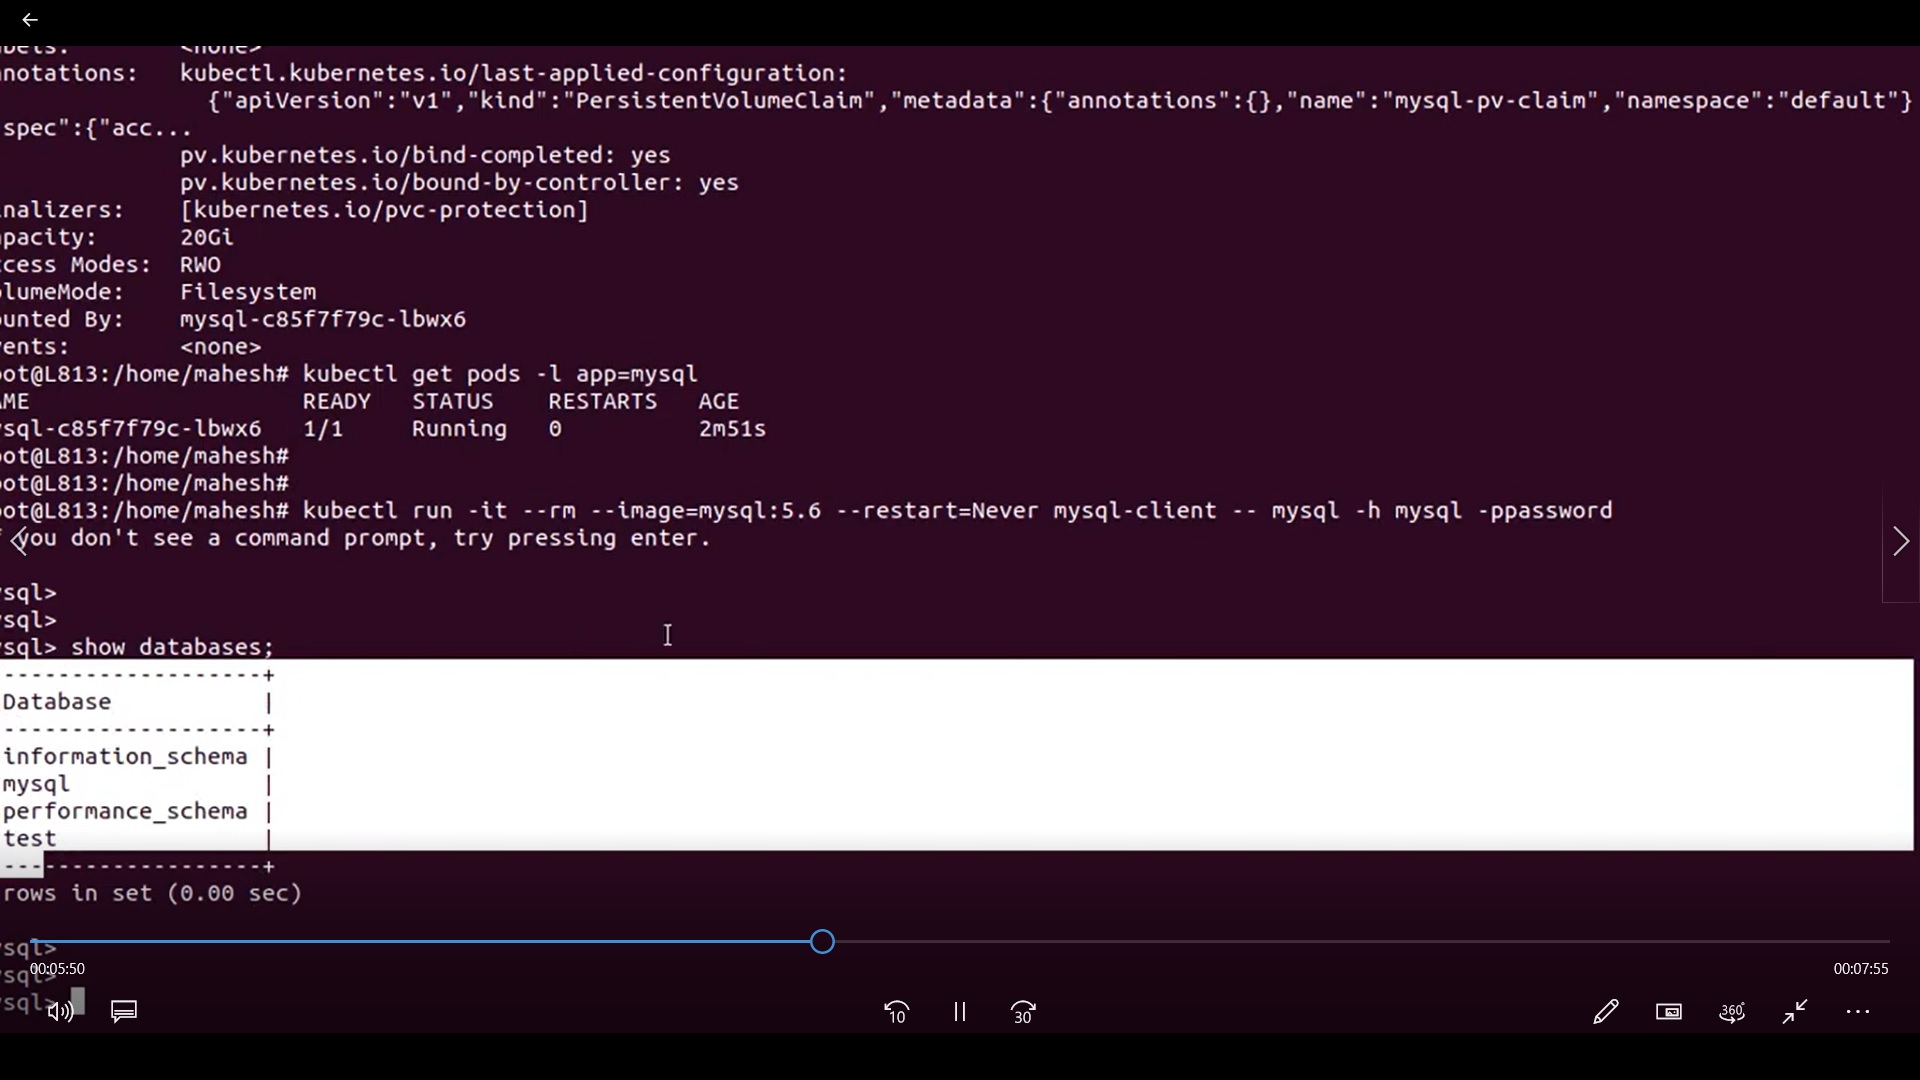 bels: <none>
notations: kubectl.kubernetes.io/last-applied-configuration:
{"apiVersion":"v1","kind":"PersistentVolumeClaim","metadata":{"annotations":{},"name":"mysql-pv-claim","namespace":"default"}
spec":{"acc...
pv.kubernetes.io/bind-completed: yes
pv.kubernetes.io/bound-by-controller: yes
nalizers: [kubernetes.io/pvc-protection]
pacity: 20Gi
cess Modes: RWO
lumeMode: Filesystem
unted By: mysql-c85f7f79c-lbwx6
ents: <none>
ot@L813:/home/mahesh# kubectl get pods -l app=mysql
ME READY STATUS RESTARTS AGE
sql-c85f7f79c-lbwx6 1/1 Running 0 2m51s
ot@L813:/home/mahesh#
ot@L813:/home/mahesh#
ot@L813:/home/mahesh# kubectl run -it --rm --image=mysql:5.6 --restart=Never mysql-client -- mysql -h mysql -ppassword
you don't see a command prompt, try pressing enter.
sql>
sql>
sql> show databases;
-------------------+
Database |
-------------------+
information_schema |
mysql |
performance_schema |
test |
-------------------+
rows in set (0.00 sec)
sql>
sql>
sql>
00:05:50
00:07:55
10
30
360°